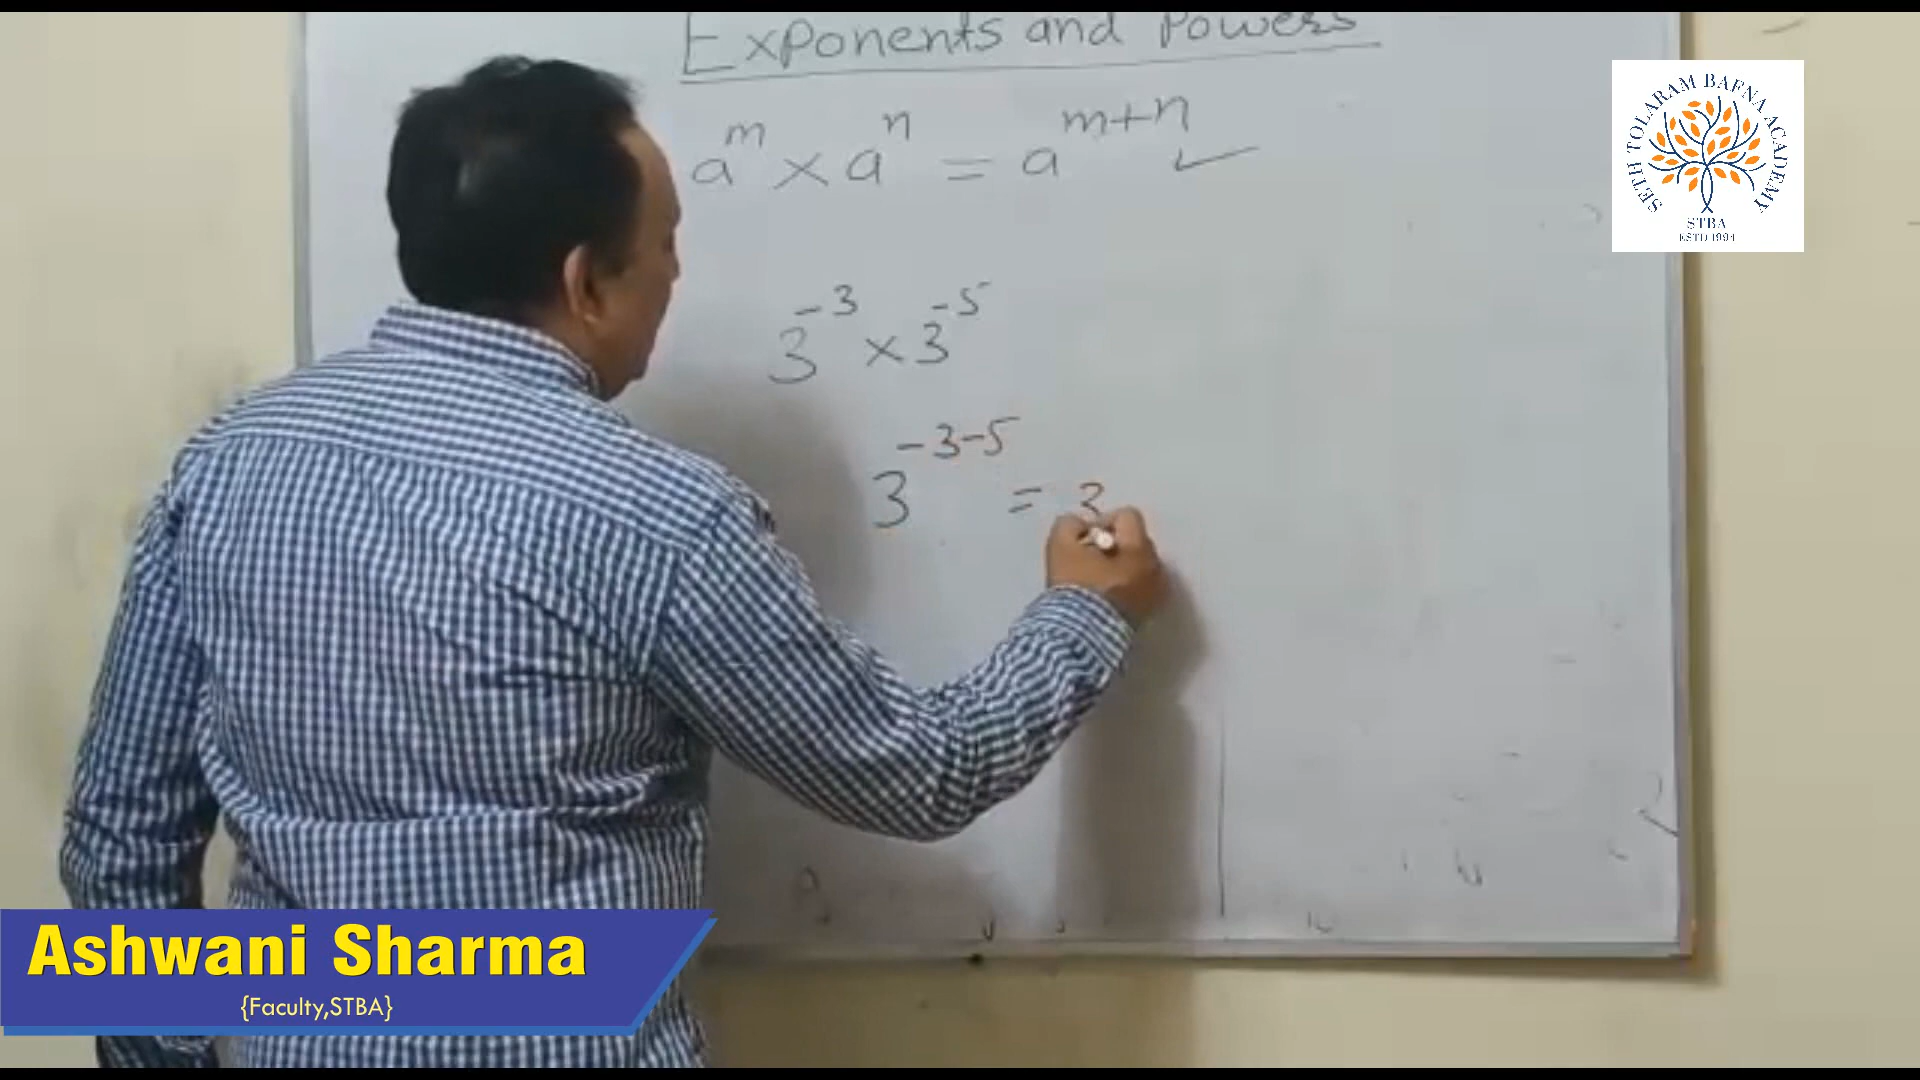 Exponents and Powers
a^m × a^n = a^{m+n} ✓
3^{-3} × 3^{-5}
3^{-3-5} = 3
SETH TOLARAM BAFNA ACADEMY
STBA
ESTD 1994
Ashwani Sharma
{Faculty,STBA}